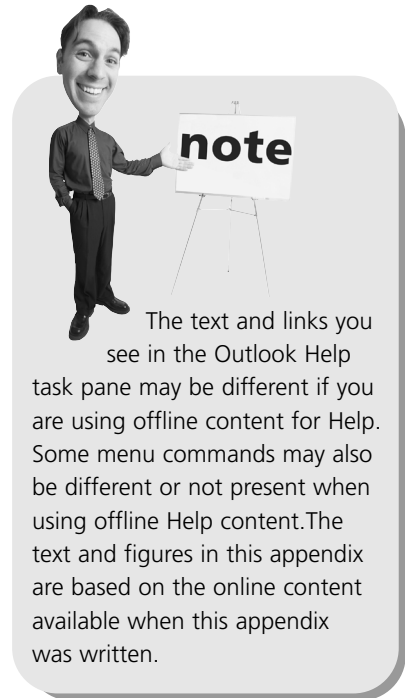 note
The text and links you
see in the Outlook Help
task pane may be different if you
are using offline content for Help.
Some menu commands may also
be different or not present when
using offline Help content.The
text and figures in this appendix
are based on the online content
available when this appendix
was written.